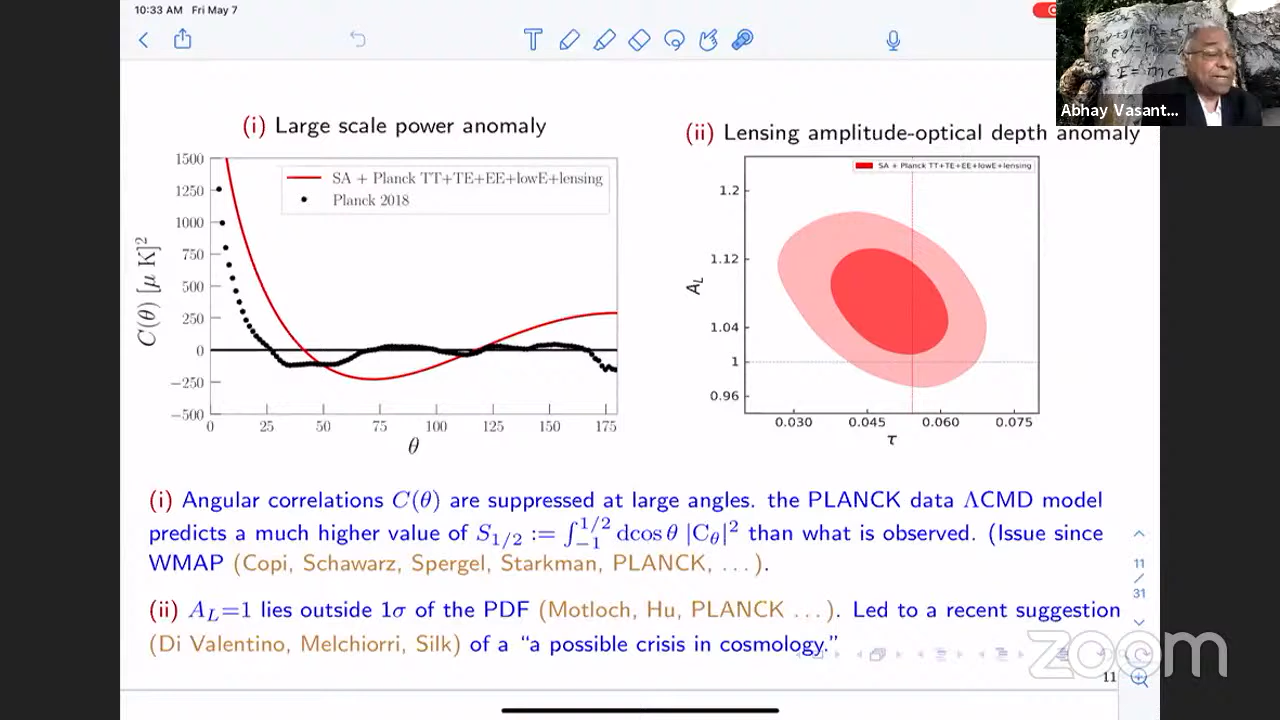 10:33 AM Fri May 7
T
Abhay Vasant...
E=mc
(i) Large scale power anomaly
(ii) Lensing amplitude-optical depth anomaly
SA + Planck TT+TE+EE+lowE+lensing
Planck 2018
1500
1250
1000
750
500
250
0
−250
−500
C(θ) [μ K]²
0 25 50 75 100 125 150 175
θ
SA + Planck TT+TE+EE+lowE+lensing
1.2
1.12
1.04
1
0.96
A_L
0.030 0.045 0.060 0.075
τ
(i) Angular correlations C(θ) are suppressed at large angles. the PLANCK data ΛCMD model
predicts a much higher value of S_{1/2} := ∫_{-1}^{1/2} dcos θ |C_θ|² than what is observed. (Issue since
WMAP (Copi, Schawarz, Spergel, Starkman, PLANCK, ...).
(ii) A_L=1 lies outside 1σ of the PDF (Motloch, Hu, PLANCK ...). Led to a recent suggestion
(Di Valentino, Melchiorri, Silk) of a “a possible crisis in cosmology.”
11
/
31
11
zoom